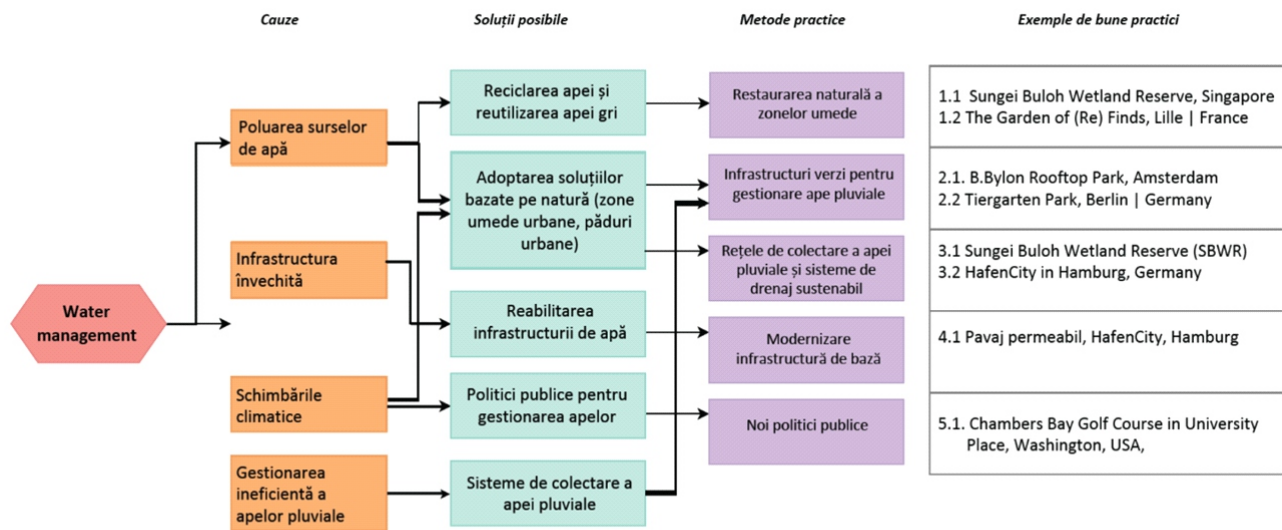 Cauze
Soluții posibile
Metode practice
Exemple de bune practici
Water
management
Poluarea surselor
de apă
Infrastructura
învechită
Schimbările
climatice
Gestionarea
ineficientă a
apelor pluviale
Reciclarea apei și
reutilizarea apei gri
Adoptarea soluțiilor
bazate pe natură (zone
umede urbane, păduri
urbane)
Reabilitarea
infrastructurii de apă
Politici publice pentru
gestionarea apelor
Sisteme de colectare a
apei pluviale
Restaurarea naturală a
zonelor umede
Infrastructuri verzi pentru
gestionare ape pluviale
Rețele de colectare a apei
pluviale și sisteme de
drenaj sustenabil
Modernizare
infrastructură de bază
Noi politici publice
1.1 Sungei Buloh Wetland Reserve, Singapore
1.2 The Garden of (Re) Finds, Lille | France
2.1. B.Bylon Rooftop Park, Amsterdam
2.2 Tiergarten Park, Berlin | Germany
3.1 Sungei Buloh Wetland Reserve (SBWR)
3.2 HafenCity in Hamburg, Germany
4.1 Pavaj permeabil, HafenCity, Hamburg
5.1. Chambers Bay Golf Course in University
Place, Washington, USA,